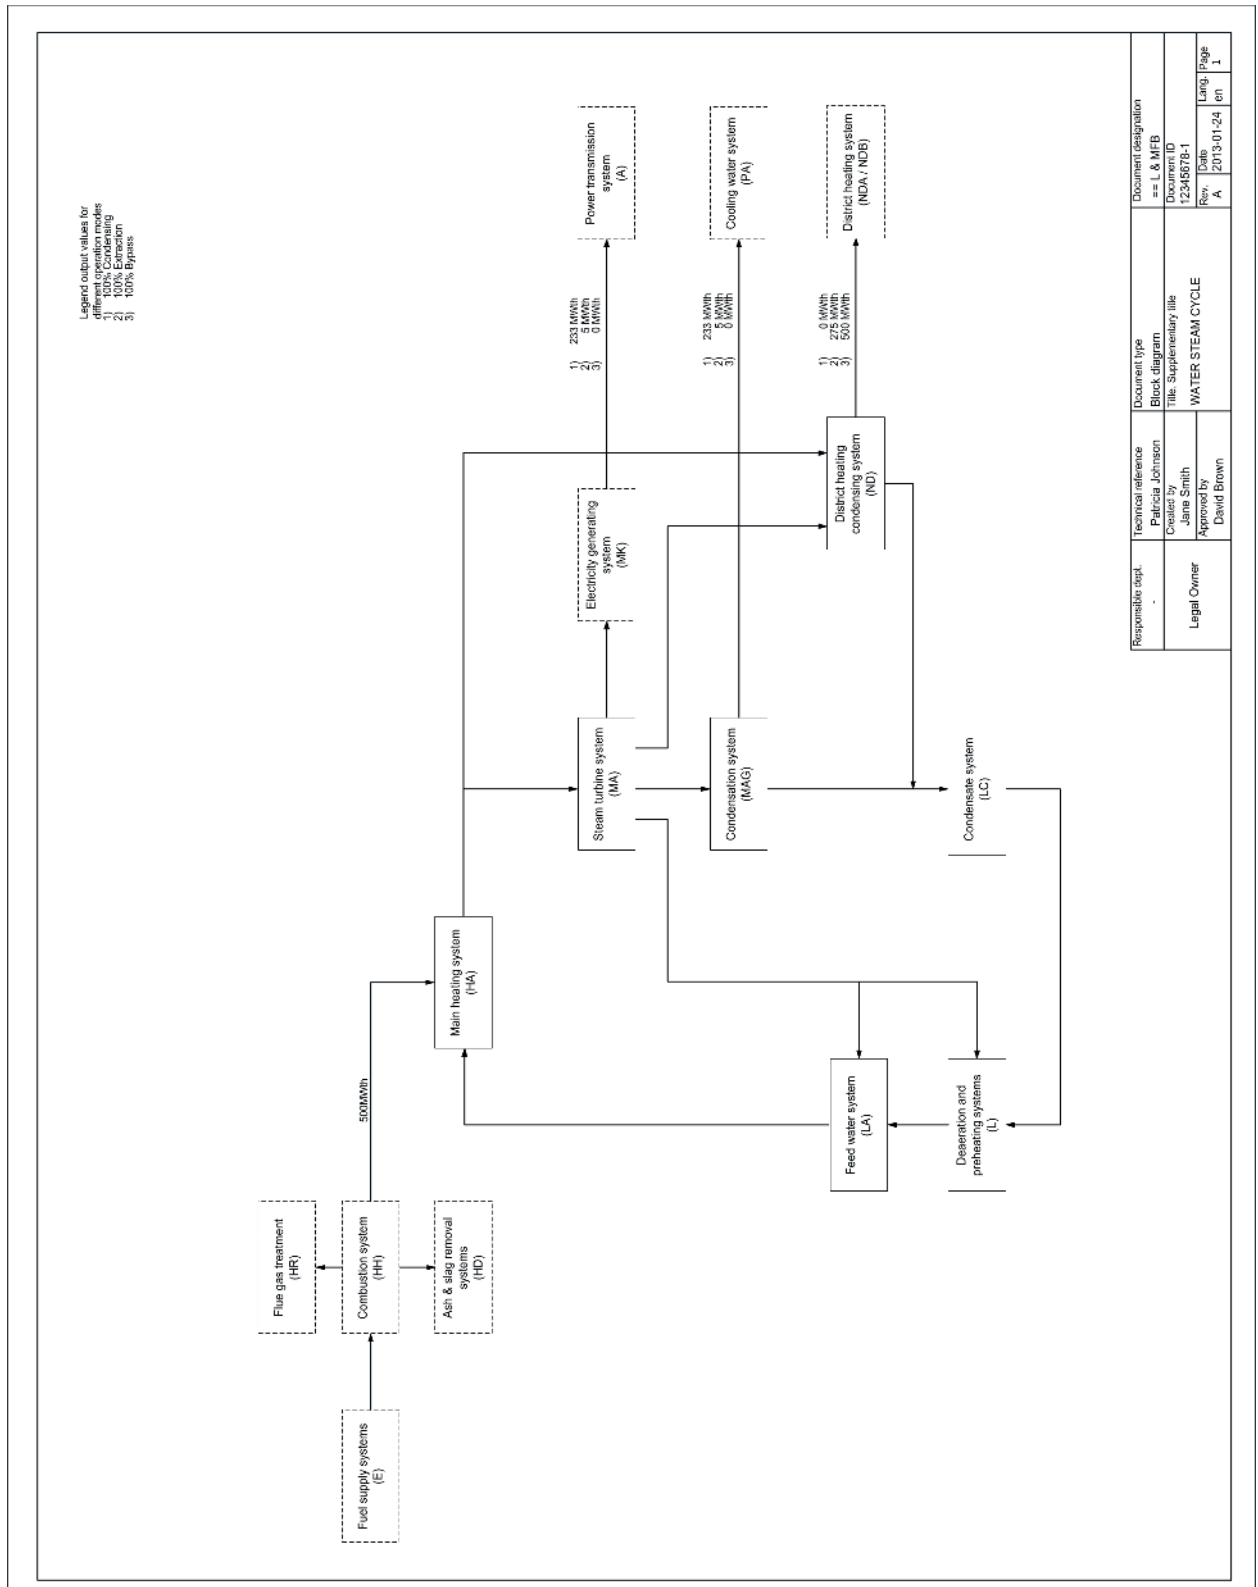 Legend output values for
different operation modes
1) 100% Condensing
2) 100% Extraction
3) 100% Bypass
Flue gas treatment
(HR)
Fuel supply systems
(E)
Combustion system
(HH)
500MWth
Ash & slag removal
systems
(HD)
Main heating system
(HA)
Steam turbine system
(MA)
Electricity generating
system
(MK)
1) 233 MWth
2) 5 MWth
3) 0 MWth
Power transmission
system
(A)
Condensation system
(MAG)
1) 233 MWth
2) 5 MWth
3) 0 MWth
Cooling water system
(PA)
Feed water system
(LA)
District heating
condensing system
(ND)
1) 0 MWth
2) 275 MWth
3) 500 MWth
District heating system
(NDA / NDB)
Deaeration and
preheating systems
(L)
Condensate system
(LC)
Responsible dept.
-
Legal Owner
Technical reference
Patricia Johnson
Created by
Jane Smith
Approved by
David Brown
Document type
Block diagram
Title, Supplementary title
WATER STEAM CYCLE
Document designation
== L & MFB
Document ID
12345678-1
Rev.
A
Date
2013-01-24
Lang.
en
Page
1